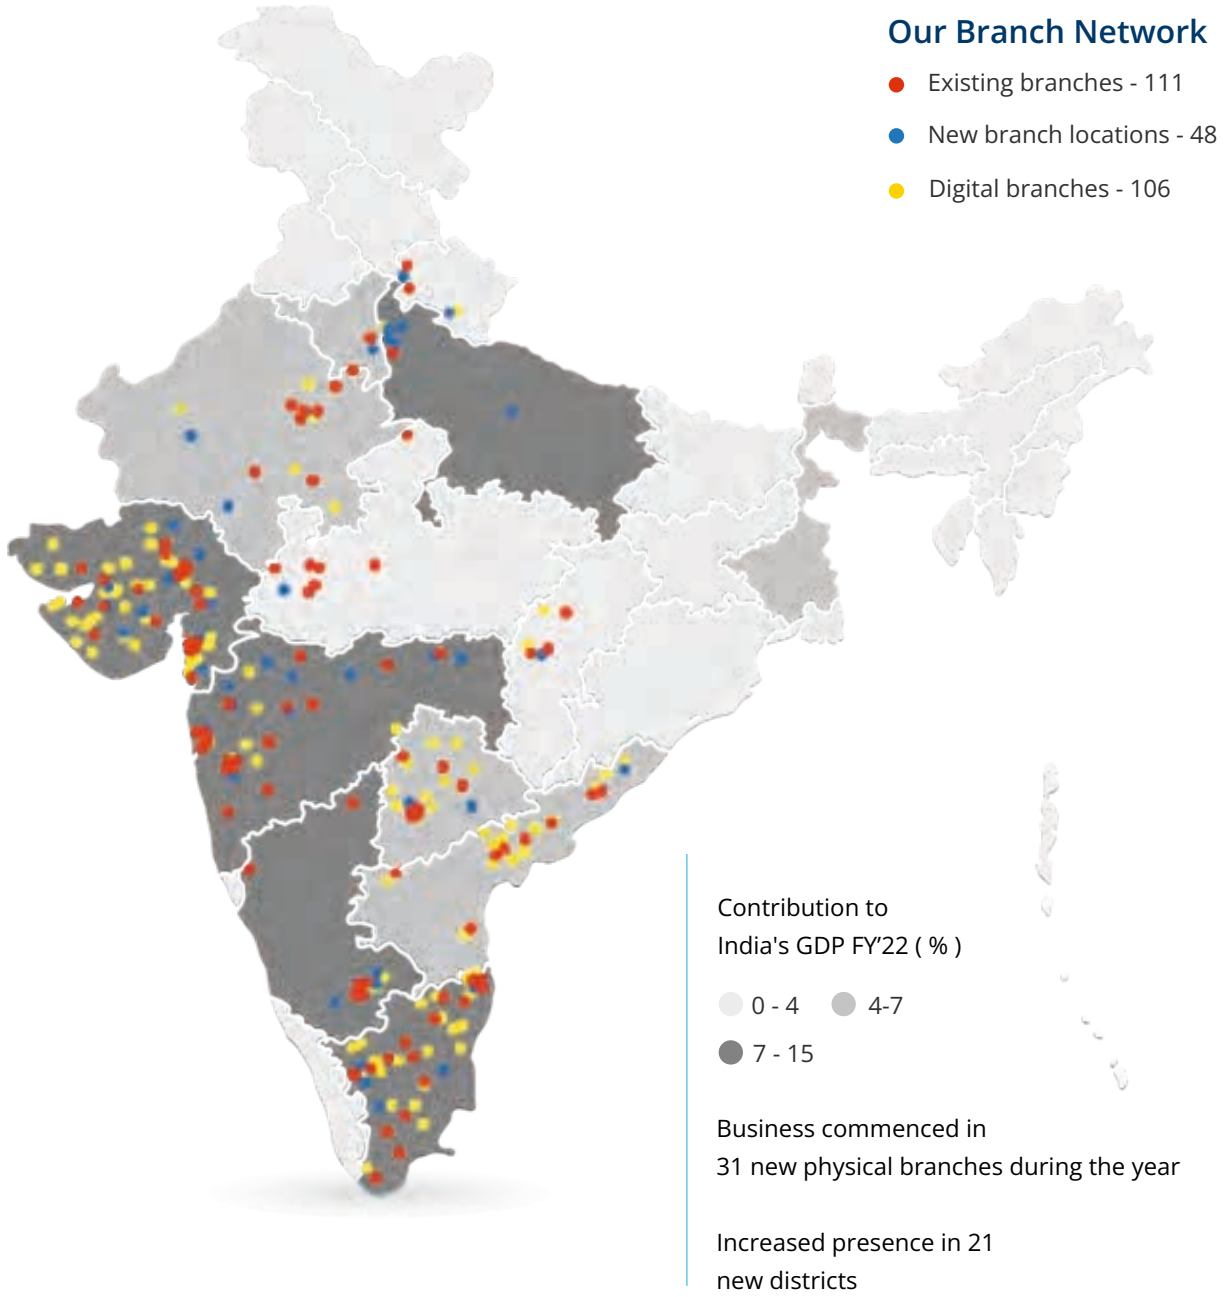 Our Branch Network
Existing branches - 111
New branch locations - 48
Digital branches - 106
Contribution to
India's GDP FY'22 ( % )
0 - 4 4-7
7 - 15
Business commenced in
31 new physical branches during the year
Increased presence in 21
new districts